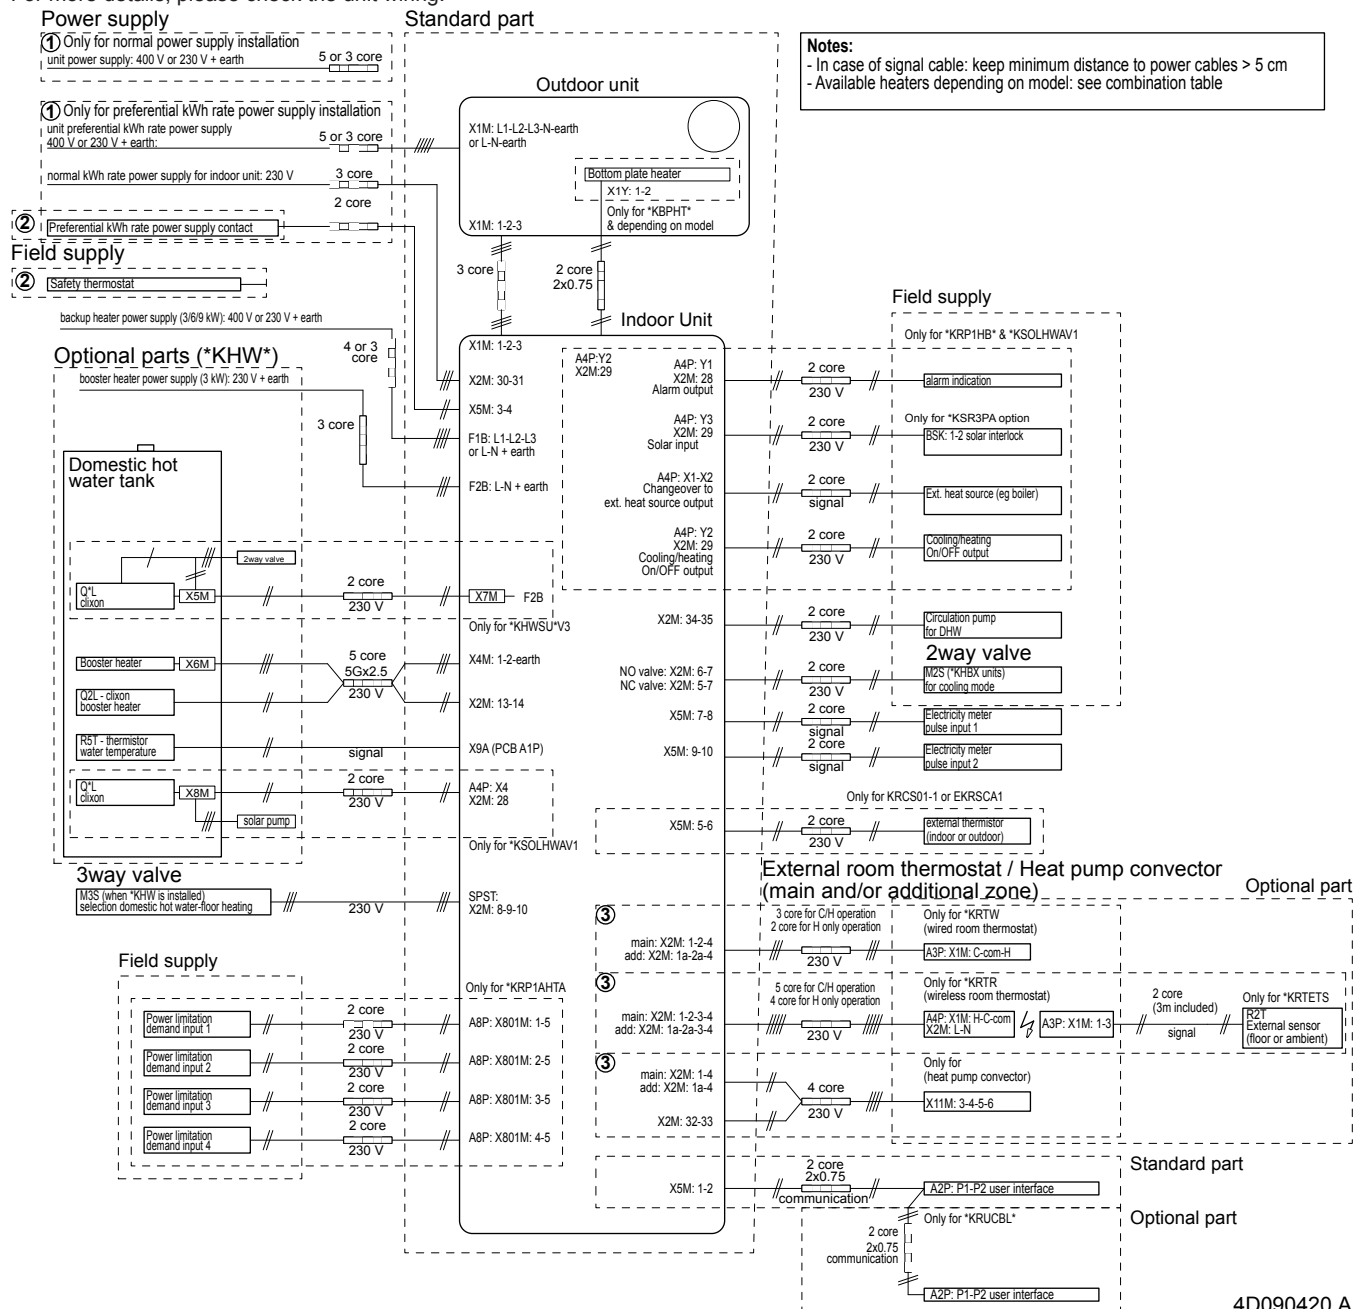 Power supply
① Only for normal power supply installation
unit power supply: 400 V or 230 V + earth
5 or 3 core
① Only for preferential kWh rate power supply installation
unit preferential kWh rate power supply
400 V or 230 V + earth:
5 or 3 core
normal kWh rate power supply for indoor unit: 230 V
3 core
2 core
② Preferential kWh rate power supply contact
Field supply
② Safety thermostat
backup heater power supply (3/6/9 kW): 400 V or 230 V + earth
4 or 3
core
Optional parts (*KHW*)
booster heater power supply (3 kW): 230 V + earth
3 core
Domestic hot
water tank
2way valve
Q*L
clixon
X5M
2 core
230 V
Booster heater
X6M
5 core
5Gx2.5
230 V
Q2L - clixon
booster heater
R5T - thermistor
water temperature
signal
Q*L
clixon
X8M
2 core
230 V
solar pump
3way valve
M3S (when *KHW is installed)
selection domestic hot water-floor heating
230 V
Field supply
Power limitation
demand input 1
2 core
230 V
Power limitation
demand input 2
2 core
230 V
Power limitation
demand input 3
2 core
230 V
Power limitation
demand input 4
2 core
230 V
Standard part
Outdoor unit
X1M: L1-L2-L3-N-earth
or L-N-earth
Bottom plate heater
X1Y: 1-2
Only for *KBPHT*
& depending on model
X1M: 1-2-3
3 core
2 core
2x0.75
Indoor Unit
X1M: 1-2-3
X2M: 30-31
X5M: 3-4
F1B: L1-L2-L3
or L-N + earth
F2B: L-N + earth
X7M
F2B
Only for *KHWSU*V3
X4M: 1-2-earth
X2M: 13-14
X9A (PCB A1P)
A4P: X4
X2M: 28
Only for *KSOLHWAV1
SPST:
X2M: 8-9-10
Only for *KRP1AHTA
A8P: X801M: 1-5
A8P: X801M: 2-5
A8P: X801M: 3-5
A8P: X801M: 4-5
A4P:Y2
X2M:29
A4P: Y1
X2M: 28
Alarm output
A4P: Y3
X2M: 29
Solar input
A4P: X1-X2
Changeover to
ext. heat source output
A4P: Y2
X2M: 29
Cooling/heating
On/OFF output
X2M: 34-35
NO valve: X2M: 6-7
NC valve: X2M: 5-7
X5M: 7-8
X5M: 9-10
X5M: 5-6
Notes:
- In case of signal cable: keep minimum distance to power cables > 5 cm
- Available heaters depending on model: see combination table
Field supply
Only for *KRP1HB* & *KSOLHWAV1
2 core
230 V
alarm indication
Only for *KSR3PA option
2 core
230 V
BSK: 1-2 solar interlock
2 core
signal
Ext. heat source (eg boiler)
2 core
230 V
Cooling/heating
On/OFF output
2 core
230 V
Circulation pump
for DHW
2way valve
2 core
230 V
M2S (*KHBX units)
for cooling mode
2 core
signal
Electricity meter
pulse input 1
2 core
signal
Electricity meter
pulse input 2
Only for KRCS01-1 or EKRSCA1
2 core
230 V
external thermistor
(indoor or outdoor)
External room thermostat / Heat pump convector
(main and/or additional zone)
Optional part
③
main: X2M: 1-2-4
add: X2M: 1a-2a-4
3 core for C/H operation
2 core for H only operation
230 V
Only for *KRTW
(wired room thermostat)
A3P: X1M: C-com-H
③
main: X2M: 1-2-3-4
add: X2M: 1a-2a-3-4
5 core for C/H operation
4 core for H only operation
230 V
Only for *KRTR
(wireless room thermostat)
A4P: X1M: H-C-com
X2M: L-N
A3P: X1M: 1-3
2 core
(3m included)
signal
Only for *KRTETS
R2T
External sensor
(floor or ambient)
③
main: X2M: 1-4
add: X2M: 1a-4
X2M: 32-33
4 core
230 V
Only for
(heat pump convector)
X11M: 3-4-5-6
X5M: 1-2
2 core
2x0.75
communication
A2P: P1-P2 user interface
Standard part
Only for *KRUCBL*
Optional part
2 core
2x0.75
communication
A2P: P1-P2 user interface